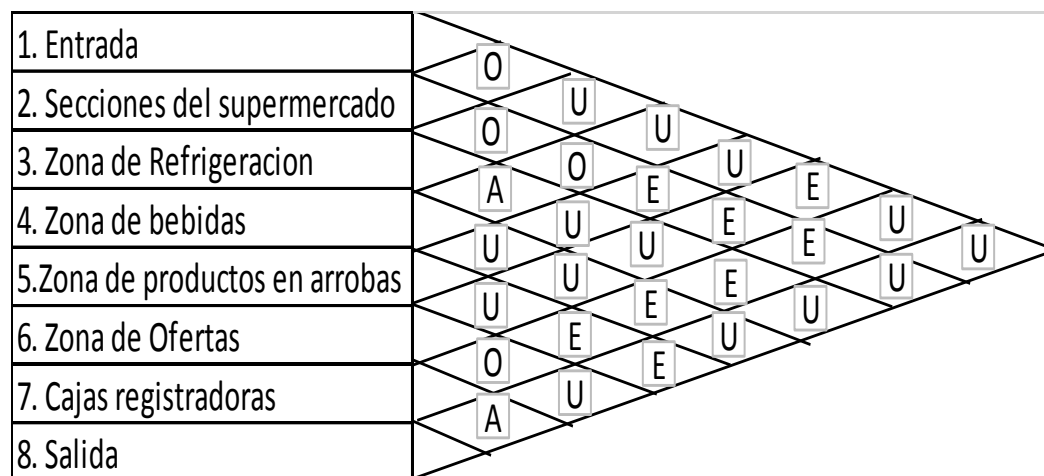 1. Entrada
2. Secciones del supermercado
3. Zona de Refrigeracion
4. Zona de bebidas
5.Zona de productos en arrobas
6. Zona de Ofertas
7. Cajas registradoras
8. Salida
O
O
A
U
U
O
A
U
O
U
U
E
U
U
E
U
E
E
U
E
E
U
E
E
U
U
U
U